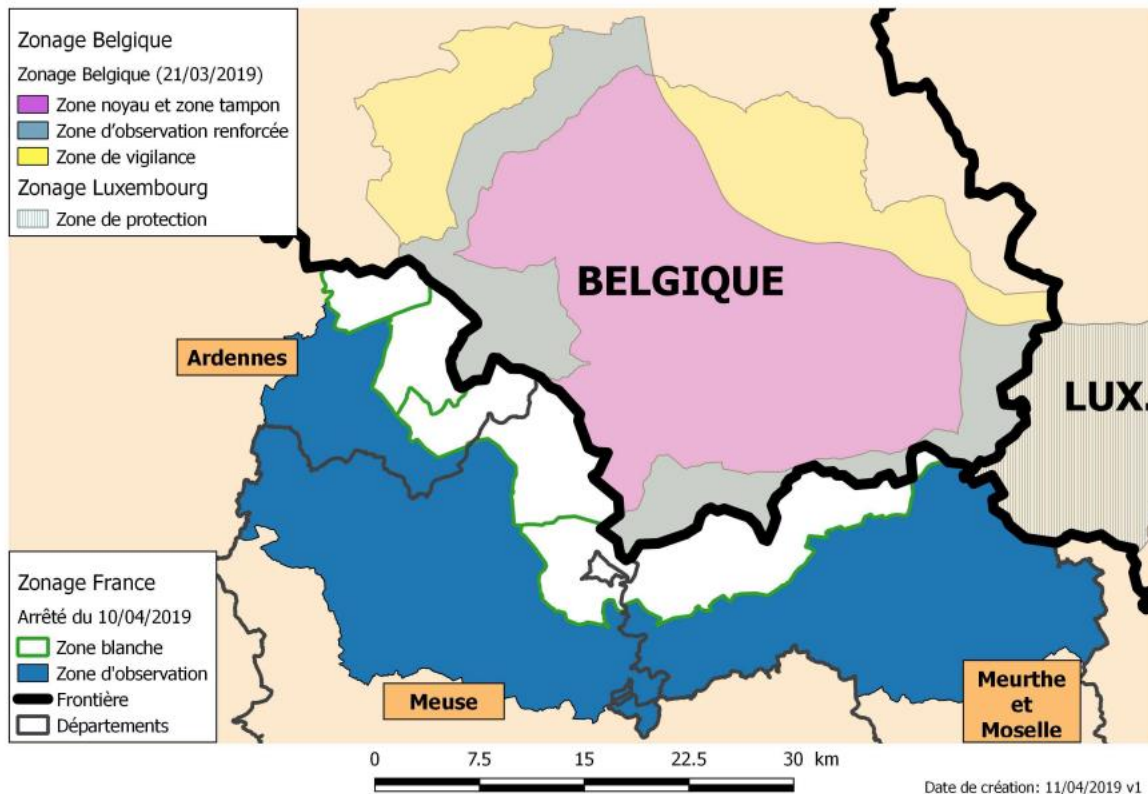 Zonage Belgique
Zonage Belgique (21/03/2019)
Zone noyau et zone tampon
Zone d'observation renforcée
Zone de vigilance
Zonage Luxembourg
Zone de protection
BELGIQUE
Ardennes
LUX.
Zonage France
Arrêté du 10/04/2019
Zone blanche
Zone d'observation
Frontière
Départements
Meuse
Meurthe
et
Moselle
0 7.5 15 22.5 30 km
Date de création: 11/04/2019 v1